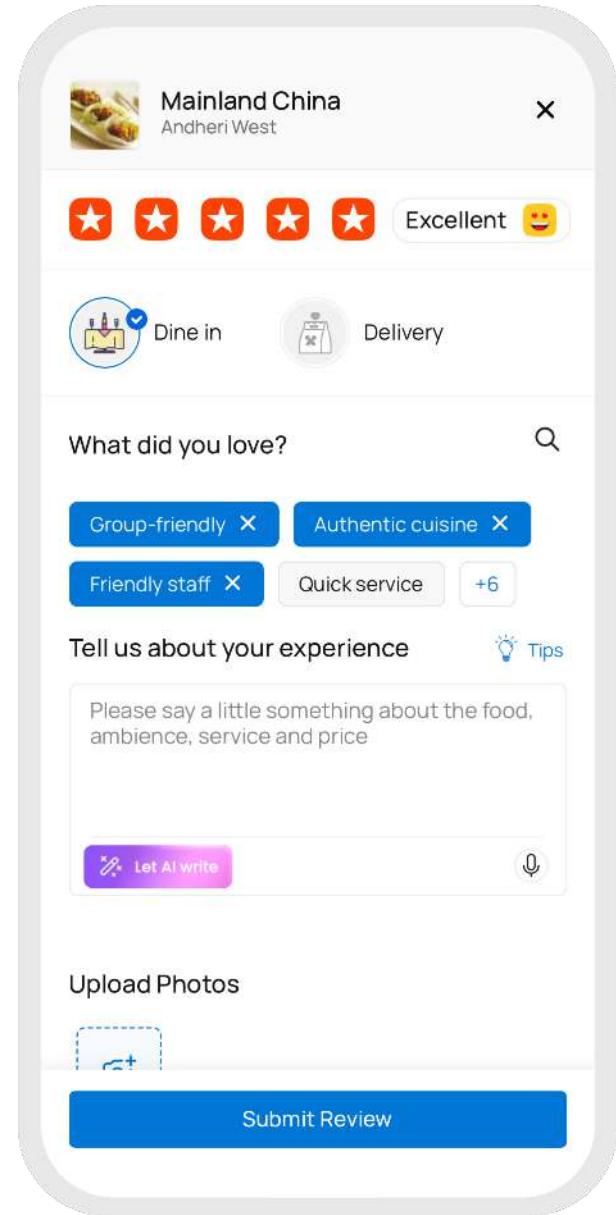 Mainland China
Andheri West
Excellent
Dine in
Delivery
What did you love?
Group-friendly
Authentic cuisine
Friendly staff
Quick service
+6
Tell us about your experience
Tips
Please say a little something about the food,
ambience, service and price
Let AI write
Upload Photos
Submit Review